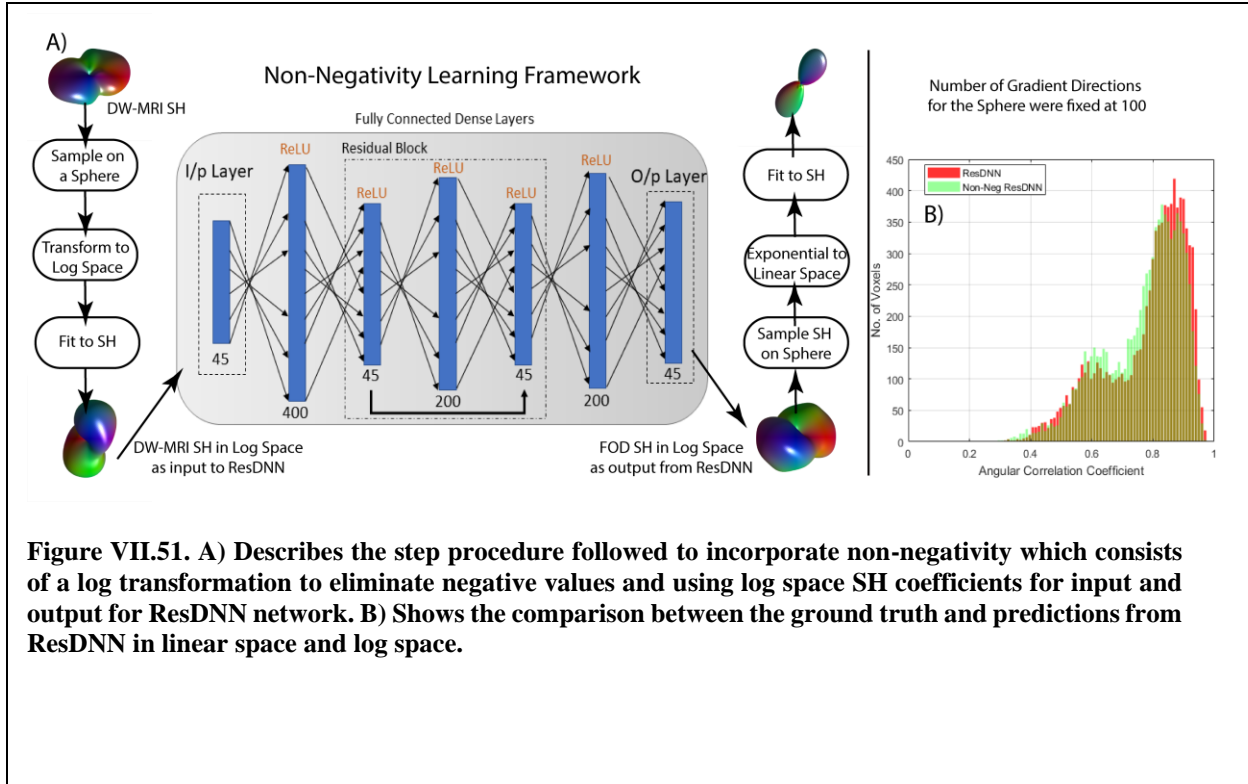 A)
DW-MRI SH
Sample on
a Sphere
Transform to
Log Space
Fit to SH
DW-MRI SH in Log Space
as input to ResDNN
Non-Negativity Learning Framework
Fully Connected Dense Layers
I/p Layer
45
ReLU
400
Residual Block
ReLU
45
ReLU
200
ReLU
45
ReLU
200
O/p Layer
45
FOD SH in Log Space
as output from ResDNN
Sample SH
on Sphere
Exponential to
Linear Space
Fit to SH
Number of Gradient Directions
for the Sphere were fixed at 100
B)
ResDNN
Non-Neg ResDNN
No. of Voxels
450
400
350
300
250
200
150
100
50
0
0
0.2
0.4
0.6
0.8
1
Angular Correlation Coefficient
Figure VII.51. A) Describes the step procedure followed to incorporate non-negativity which consists
of a log transformation to eliminate negative values and using log space SH coefficients for input and
output for ResDNN network. B) Shows the comparison between the ground truth and predictions from
ResDNN in linear space and log space.